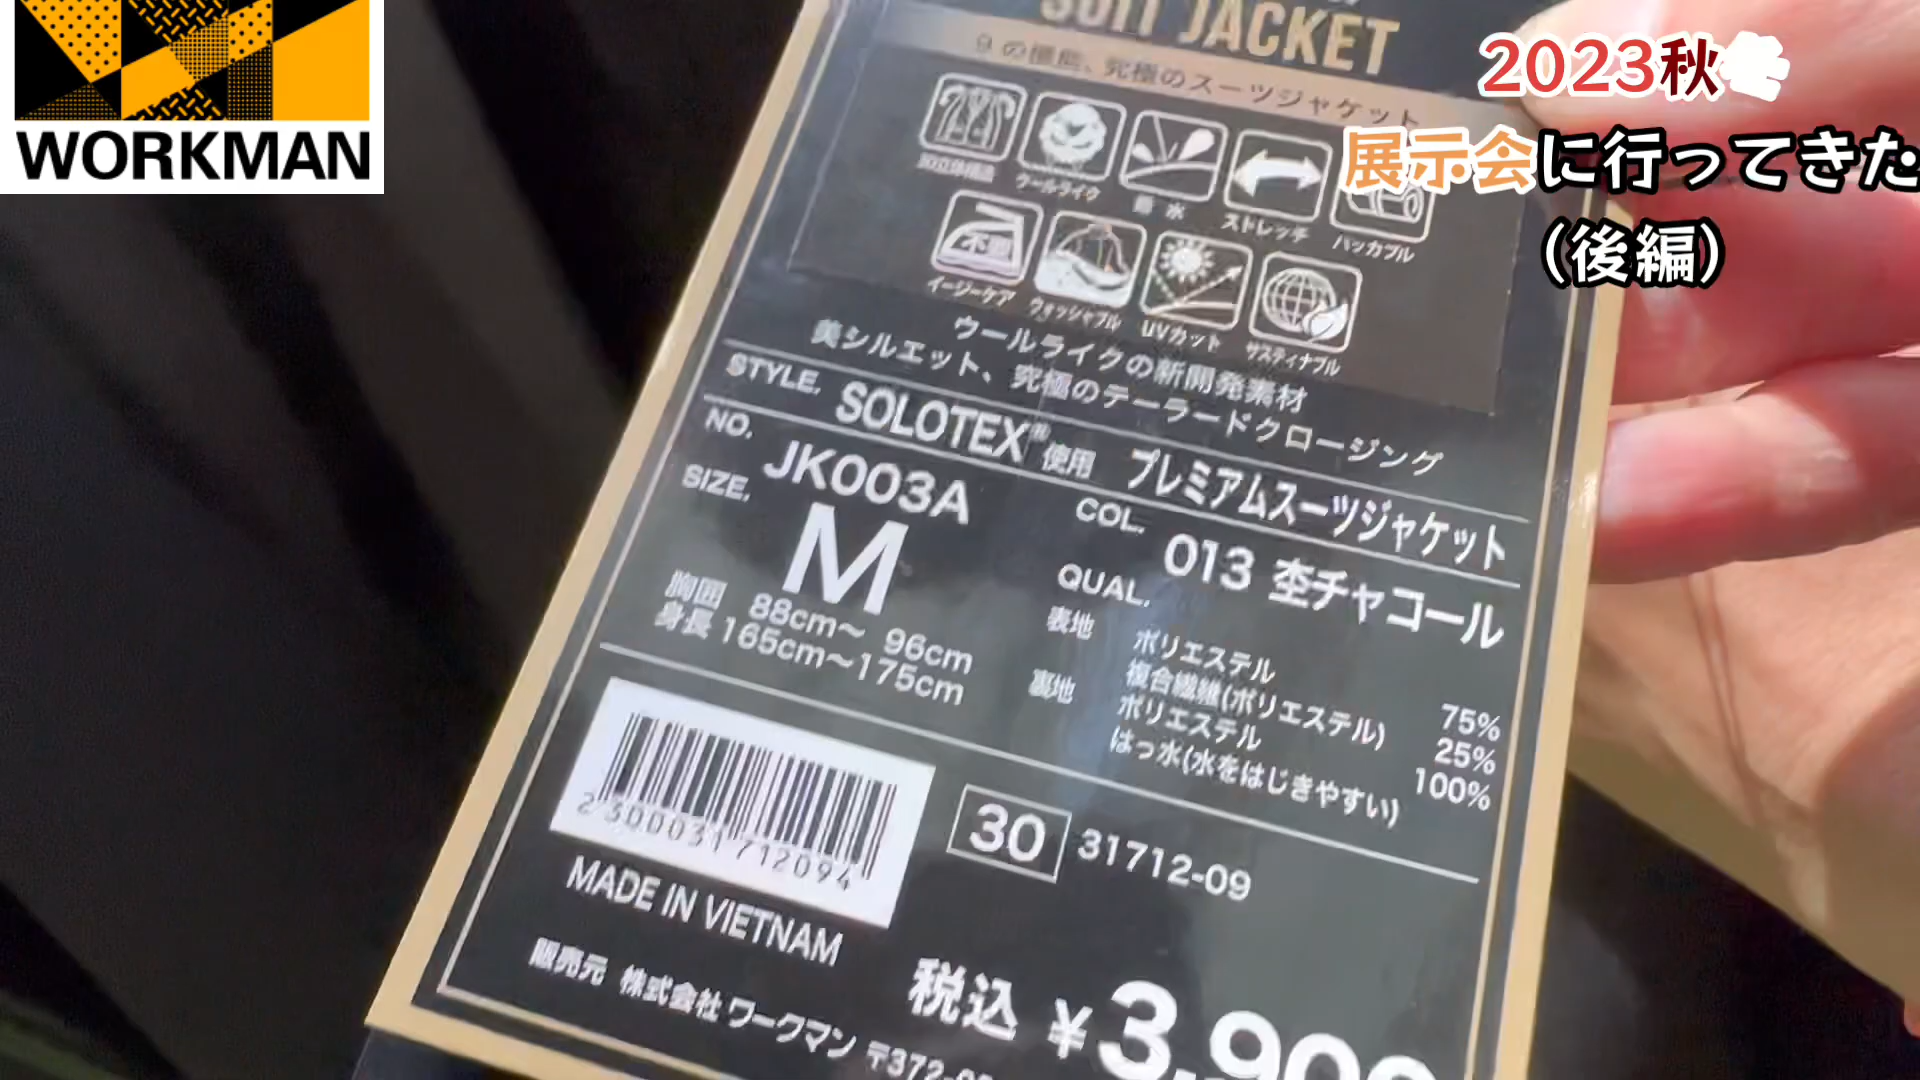 WORKMAN
2023秋冬
展示会に行ってきた
（後編）
SUIT JACKET
9の機能、究極のスーツジャケット
ウールライク
ストレッチ
パッカブル
不要
イージーケア
ウォッシャブル
UVカット
サスティナブル
ウールライクの新開発素材
美シルエット、究極のテーラードクロージング
STYLE. SOLOTEX®使用 プレミアムスーツジャケット
NO. JK003A
COL. 013 杢チャコール
SIZE. M
胸囲 88cm〜 96cm
身長 165cm〜175cm
QUAL.
表地 ポリエステル 75%
複合繊維(ポリエステル) 25%
裏地 ポリエステル 100%
はっ水(水をはじきやすい)
2300031712094
30 31712-09
MADE IN VIETNAM
税込 ¥3,900
販売元 株式会社 ワークマン 〒372-